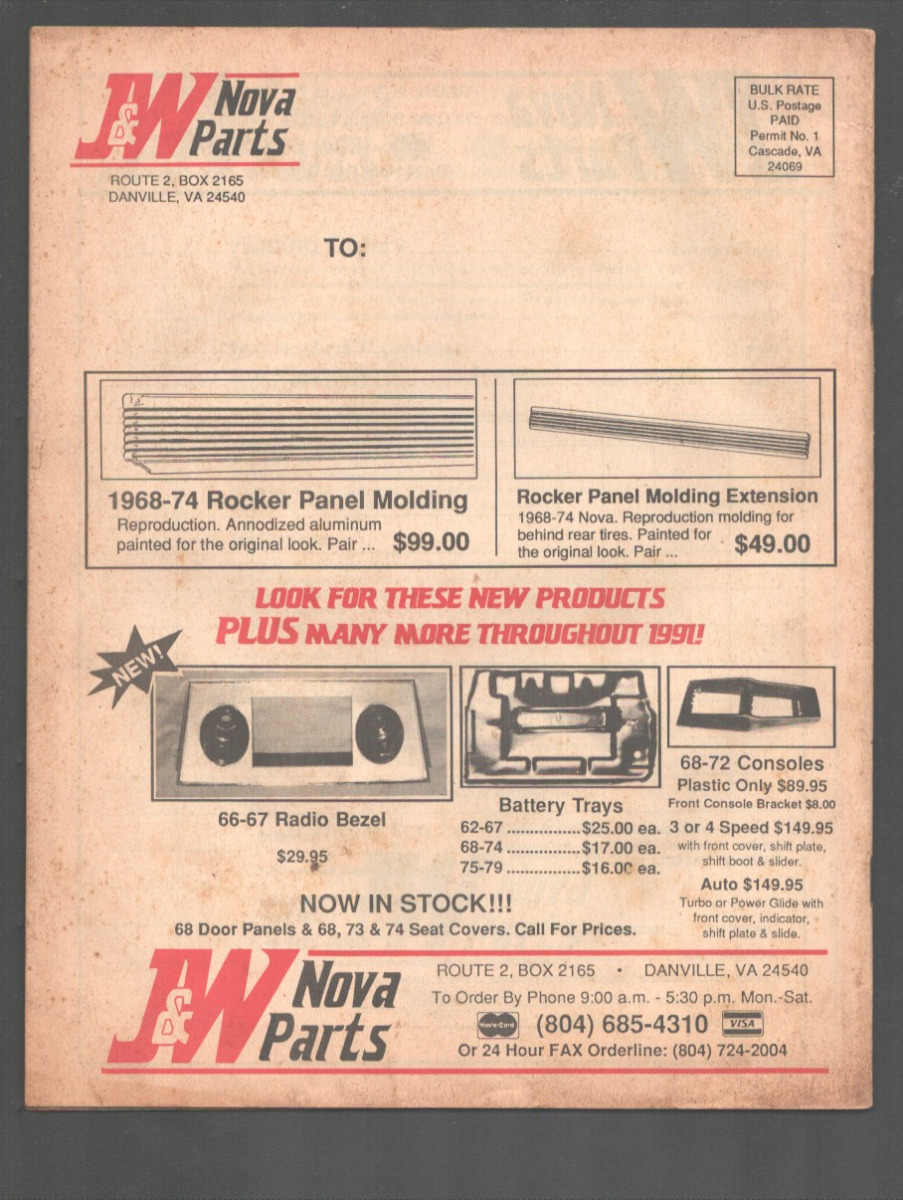 J&W Nova
Parts
ROUTE 2, BOX 2165
DANVILLE, VA 24540
BULK RATE
U.S. Postage
PAID
Permit No. 1
Cascade, VA
24069
TO:
1968-74 Rocker Panel Molding
Reproduction. Annodized aluminum
painted for the original look. Pair ... $99.00
Rocker Panel Molding Extension
1968-74 Nova. Reproduction molding for
behind rear tires. Painted for
the original look. Pair ... $49.00
LOOK FOR THESE NEW PRODUCTS
PLUS MANY MORE THROUGHOUT 1991!
NEW!
66-67 Radio Bezel
$29.95
Battery Trays
62-67 ................$25.00 ea.
68-74 ................$17.00 ea.
75-79 ................$16.00 ea.
68-72 Consoles
Plastic Only $89.95
Front Console Bracket $8.00
3 or 4 Speed $149.95
with front cover, shift plate,
shift boot & slider.
Auto $149.95
Turbo or Power Glide with
front cover, indicator,
shift plate & slide.
NOW IN STOCK!!!
68 Door Panels & 68, 73 & 74 Seat Covers. Call For Prices.
J&W Nova
Parts
ROUTE 2, BOX 2165 • DANVILLE, VA 24540
To Order By Phone 9:00 a.m. - 5:30 p.m. Mon.-Sat.
MasterCard (804) 685-4310 VISA
Or 24 Hour FAX Orderline: (804) 724-2004